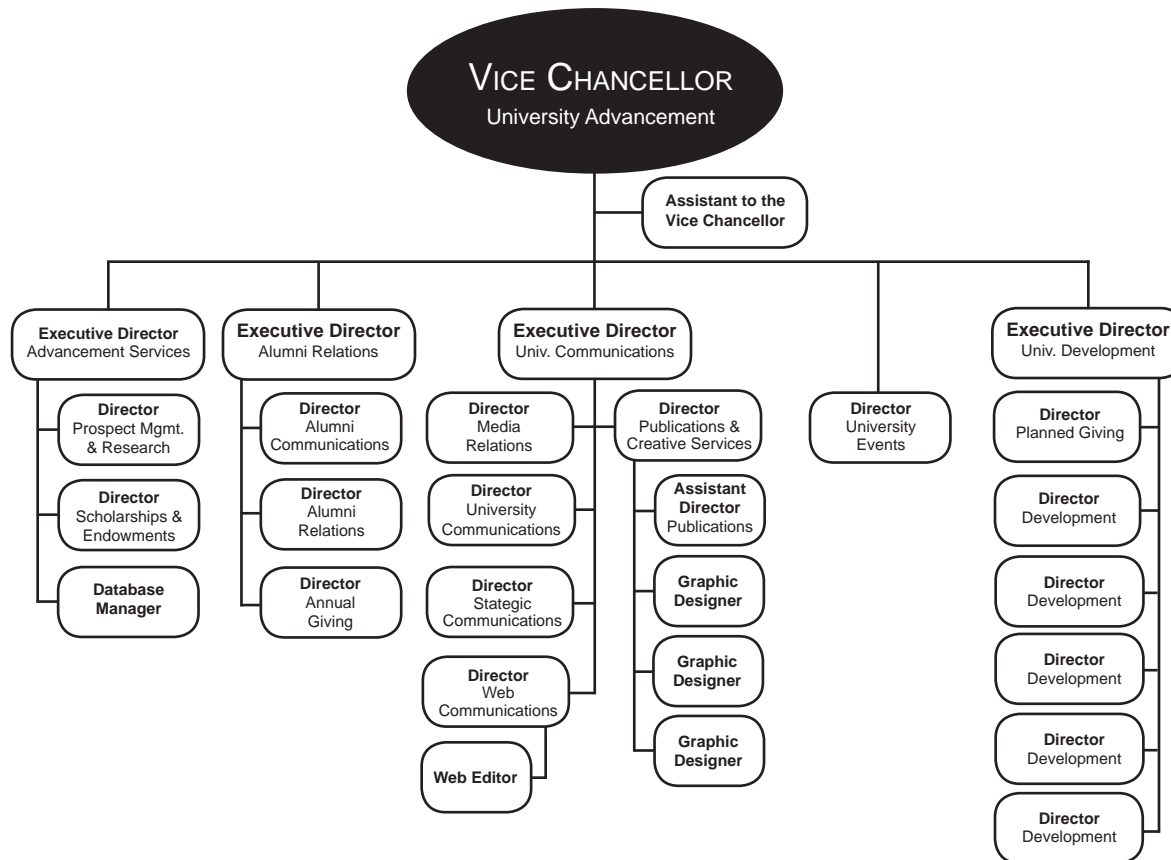 VICE CHANCELLOR
University Advancement
Assistant to the
Vice Chancellor
Executive Director
Advancement Services
Director
Prospect Mgmt.
& Research
Director
Scholarships &
Endowments
Database
Manager
Executive Director
Alumni Relations
Director
Alumni
Communications
Director
Alumni
Relations
Director
Annual
Giving
Executive Director
Univ. Communications
Director
Media
Relations
Director
University
Communications
Director
Stategic
Communications
Director
Web
Communications
Web Editor
Director
Publications &
Creative Services
Assistant
Director
Publications
Graphic
Designer
Graphic
Designer
Graphic
Designer
Director
University
Events
Executive Director
Univ. Development
Director
Planned Giving
Director
Development
Director
Development
Director
Development
Director
Development
Director
Development